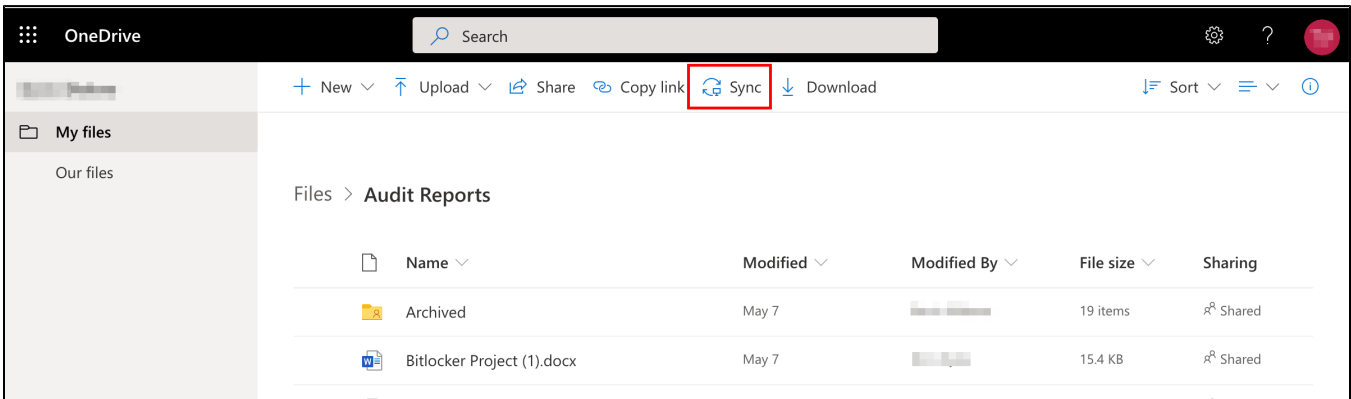 OneDrive Search ?
New Upload Share Copy link Sync Download Sort
My files
Our files
Files > Audit Reports
Name Modified Modified By File size Sharing
Archived May 7 19 items Shared
Bitlocker Project (1).docx May 7 15.4 KB Shared